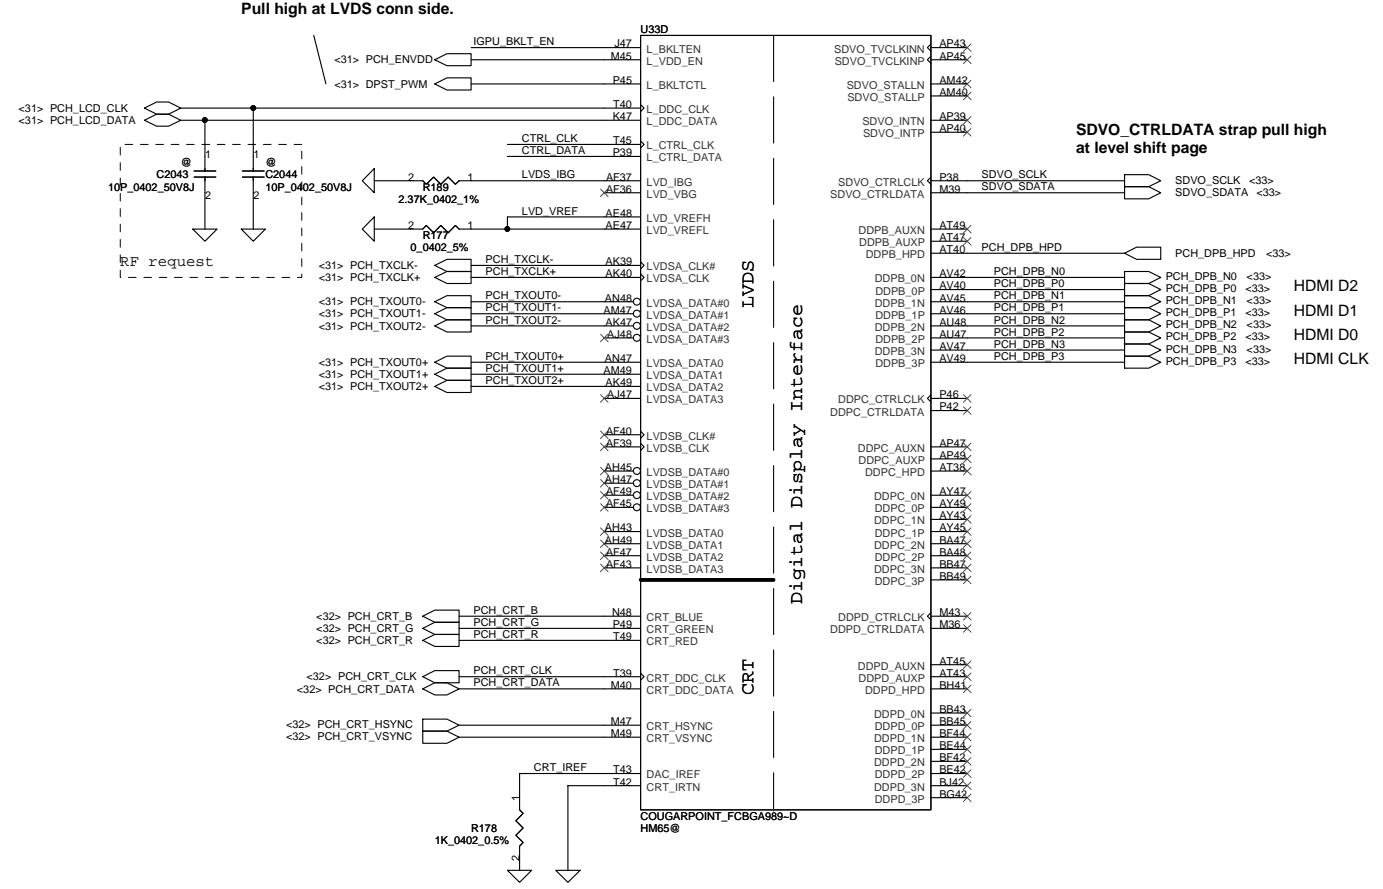 Pull high at LVDS conn side.
U33D
IGPU_BKLT_EN J47 L_BKLTEN
<31> PCH_ENVDD M45 L_VDD_EN
<31> DPST_PWM P45 L_BKLTCTL
<31> PCH_LCD_CLK T40 L_DDC_CLK
<31> PCH_LCD_DATA K47 L_DDC_DATA
CTRL_CLK T45 L_CTRL_CLK
CTRL_DATA P39 L_CTRL_DATA
@ C2043 10P_0402_50V8J 1 2
@ C2044 10P_0402_50V8J 1 2
RF request
LVDS_IBG AF37 LVD_IBG
2 1 R189 2.37K_0402_1%
AF36 LVD_VBG
LVD_VREF AE48 LVD_VREFH
AE47 LVD_VREFL
2 1 R177 0_0402_5%
<31> PCH_TXCLK- PCH_TXCLK- AK39 LVDSA_CLK#
<31> PCH_TXCLK+ PCH_TXCLK+ AK40 LVDSA_CLK
<31> PCH_TXOUT0- PCH_TXOUT0- AN48 LVDSA_DATA#0
<31> PCH_TXOUT1- PCH_TXOUT1- AM47 LVDSA_DATA#1
<31> PCH_TXOUT2- PCH_TXOUT2- AK47 LVDSA_DATA#2
AJ48 LVDSA_DATA#3
<31> PCH_TXOUT0+ PCH_TXOUT0+ AN47 LVDSA_DATA0
<31> PCH_TXOUT1+ PCH_TXOUT1+ AM49 LVDSA_DATA1
<31> PCH_TXOUT2+ PCH_TXOUT2+ AK49 LVDSA_DATA2
AJ47 LVDSA_DATA3
AF40 LVDSB_CLK#
AF39 LVDSB_CLK
AH45 LVDSB_DATA#0
AH47 LVDSB_DATA#1
AF49 LVDSB_DATA#2
AF45 LVDSB_DATA#3
AH43 LVDSB_DATA0
AH49 LVDSB_DATA1
AF47 LVDSB_DATA2
AF43 LVDSB_DATA3
<32> PCH_CRT_B PCH_CRT_B N48 CRT_BLUE
<32> PCH_CRT_G PCH_CRT_G P49 CRT_GREEN
<32> PCH_CRT_R PCH_CRT_R T49 CRT_RED
<32> PCH_CRT_CLK PCH_CRT_CLK T39 CRT_DDC_CLK
<32> PCH_CRT_DATA PCH_CRT_DATA M40 CRT_DDC_DATA
<32> PCH_CRT_HSYNC M47 CRT_HSYNC
<32> PCH_CRT_VSYNC M49 CRT_VSYNC
CRT_IREF T43 DAC_IREF
T42 CRT_IRTN
1 2 R178 1K_0402_0.5%
LVDS
CRT
Digital Display Interface
SDVO_TVCLKINN AP43
SDVO_TVCLKINP AP45
SDVO_STALLN AM42
SDVO_STALLP AM40
SDVO_INTN AP39
SDVO_INTP AP40
SDVO_CTRLDATA strap pull high
at level shift page
SDVO_CTRLCLK P38 SDVO_SCLK SDVO_SCLK <33>
SDVO_CTRLDATA M39 SDVO_SDATA SDVO_SDATA <33>
DDPB_AUXN AT49
DDPB_AUXP AT47
DDPB_HPD AT40 PCH_DPB_HPD PCH_DPB_HPD <33>
DDPB_0N AV42 PCH_DPB_N0 PCH_DPB_N0 <33>
DDPB_0P AV40 PCH_DPB_P0 PCH_DPB_P0 <33> HDMI D2
DDPB_1N AV45 PCH_DPB_N1 PCH_DPB_N1 <33>
DDPB_1P AV46 PCH_DPB_P1 PCH_DPB_P1 <33> HDMI D1
DDPB_2N AU48 PCH_DPB_N2 PCH_DPB_N2 <33>
DDPB_2P AU47 PCH_DPB_P2 PCH_DPB_P2 <33> HDMI D0
DDPB_3N AV47 PCH_DPB_N3 PCH_DPB_N3 <33>
DDPB_3P AV49 PCH_DPB_P3 PCH_DPB_P3 <33> HDMI CLK
DDPC_CTRLCLK P46
DDPC_CTRLDATA P42
DDPC_AUXN AP47
DDPC_AUXP AP49
DDPC_HPD AT38
DDPC_0N AY47
DDPC_0P AY49
DDPC_1N AY43
DDPC_1P AY45
DDPC_2N BA47
DDPC_2P BA48
DDPC_3N BB47
DDPC_3P BB49
DDPD_CTRLCLK M43
DDPD_CTRLDATA M36
DDPD_AUXN AT45
DDPD_AUXP AT43
DDPD_HPD BH41
DDPD_0N BB43
DDPD_0P BB45
DDPD_1N BF44
DDPD_1P BE44
DDPD_2N BF42
DDPD_2P BE42
DDPD_3N BJ42
DDPD_3P BG42
COUGARPOINT_FCBGA989~D
HM65@